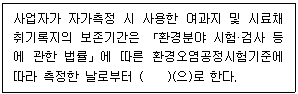 사업자가 자가측정 시 사용한 여과지 및 시료채
취기록지의 보존기간은 「환경분야 시험·검사 등
에 관한 법률」에 따른 환경오염공정시험기준에
따라 측정한 날로부터 (   )(으)로 한다.